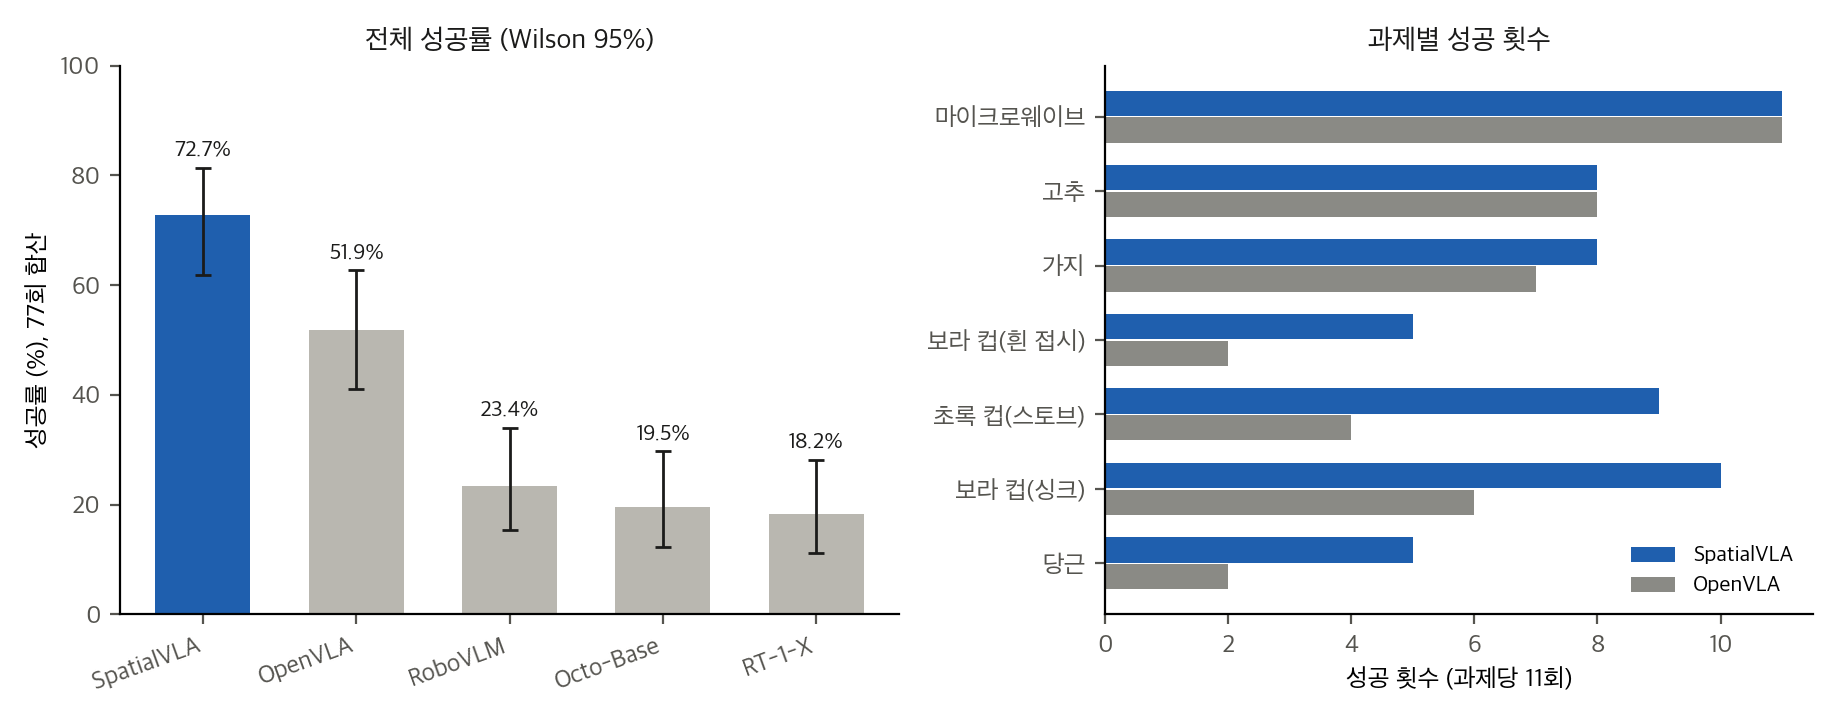 전체 성공률 (Wilson 95%)
성공률 (%), 77회 합산
100
80
60
40
20
0
72.7%
51.9%
23.4%
19.5%
18.2%
SpatialVLA
OpenVLA
RoboVLM
Octo-Base
RT-1-X
과제별 성공 횟수
마이크로웨이브
고추
가지
보라 컵(흰 접시)
초록 컵(스토브)
보라 컵(싱크)
당근
SpatialVLA
OpenVLA
0 2 4 6 8 10
성공 횟수 (과제당 11회)